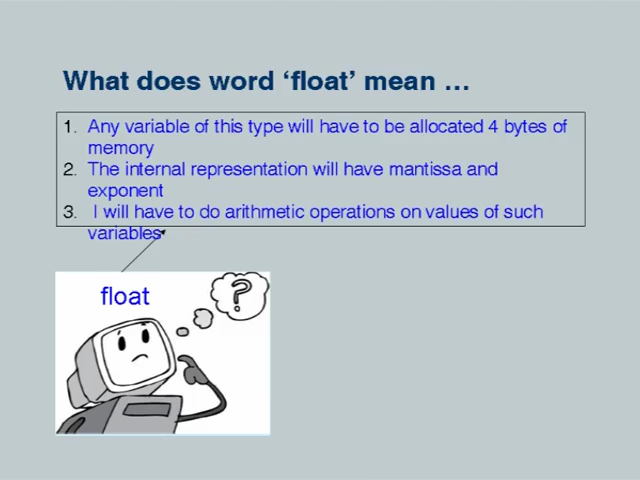 What does word ‘float’ mean …
1. Any variable of this type will have to be allocated 4 bytes of
memory
2. The internal representation will have mantissa and
exponent
3. I will have to do arithmetic operations on values of such
variables
float
?